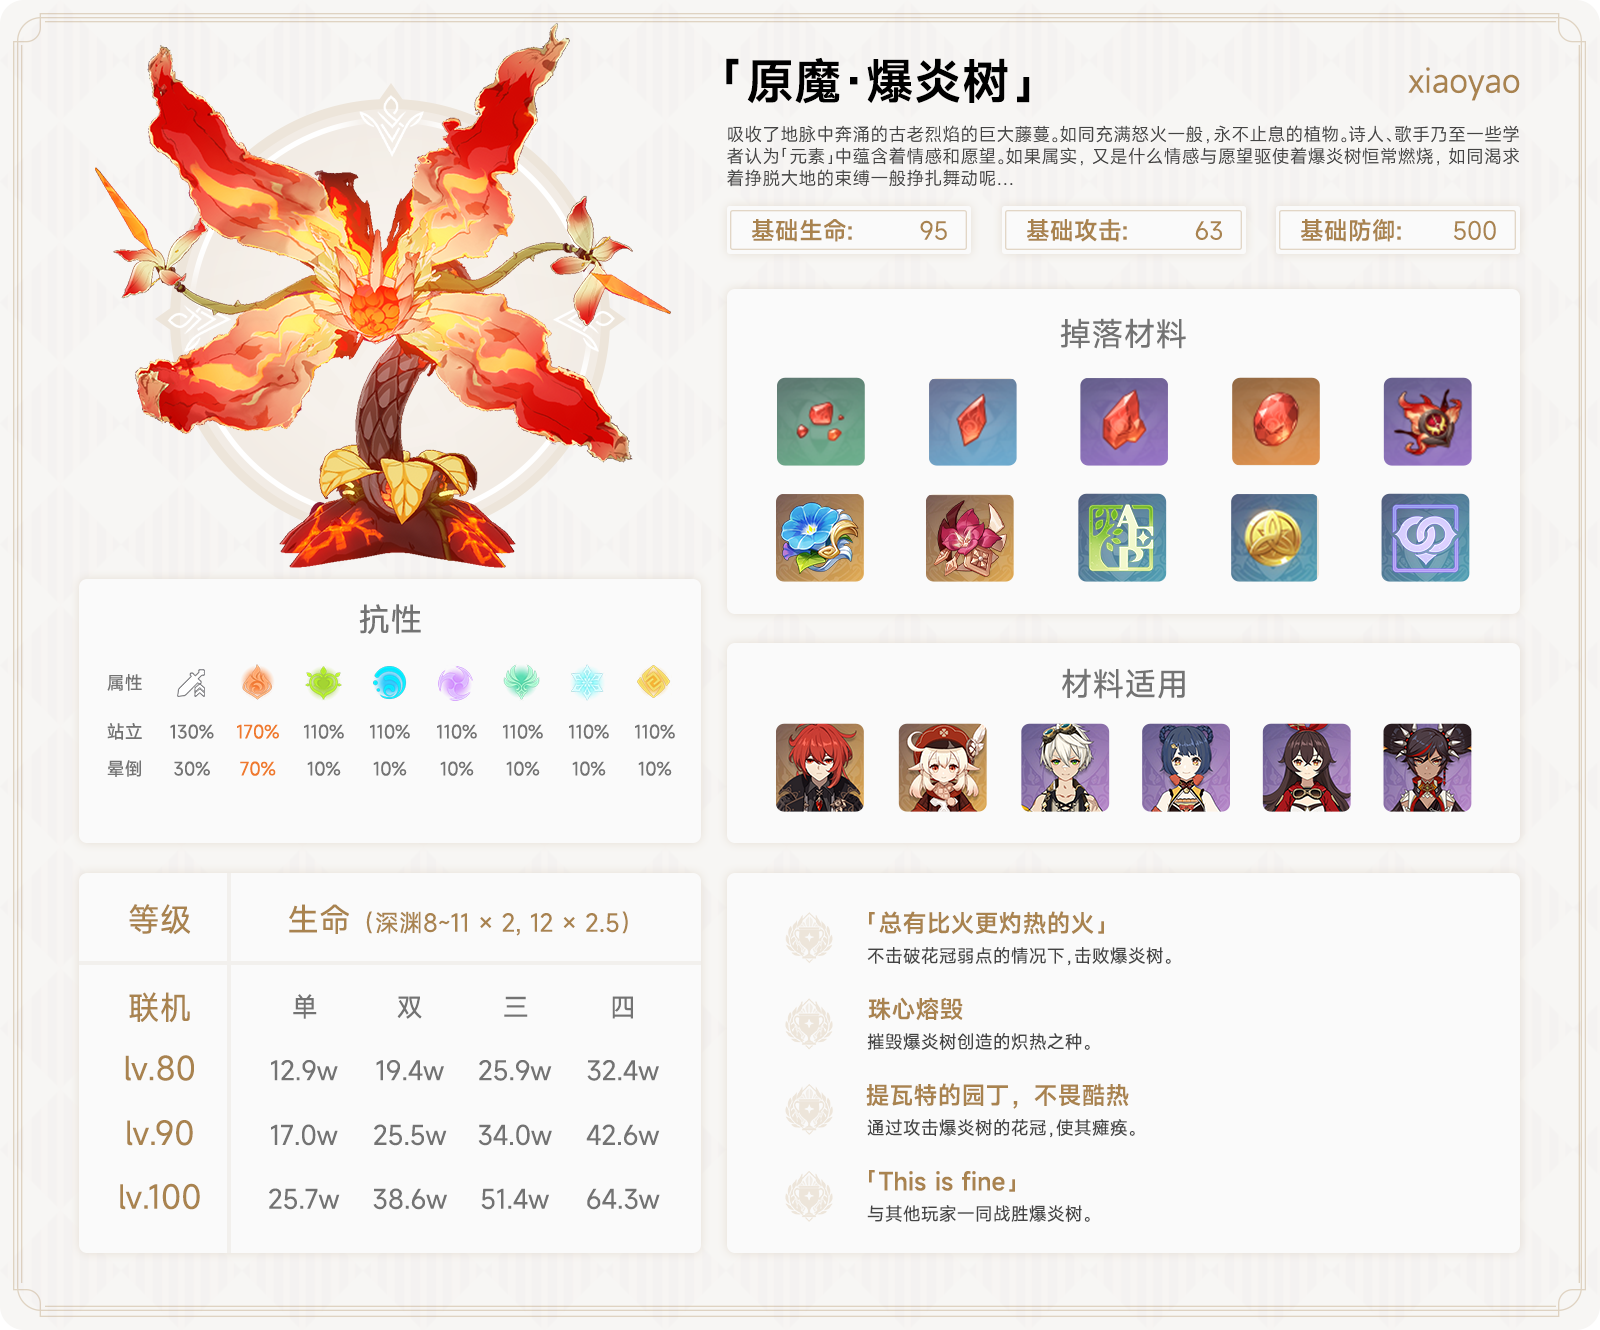 「原魔·爆炎树」
xiaoyao
吸收了地脉中奔涌的古老烈焰的巨大藤蔓。如同充满怒火一般,永不止息的植物。诗人、歌手乃至一些学
者认为「元素」中蕴含着情感和愿望。如果属实, 又是什么情感与愿望驱使着爆炎树恒常燃烧, 如同渴求
着挣脱大地的束缚一般挣扎舞动呢...
基础生命: 95
基础攻击: 63
基础防御: 500
掉落材料
AEP
抗性
属性
站立 130% 170% 110% 110% 110% 110% 110% 110%
晕倒 30% 70% 10% 10% 10% 10% 10% 10%
材料适用
等级 生命 (深渊8~11 × 2, 12 × 2.5)
联机 单 双 三 四
lv.80 12.9w 19.4w 25.9w 32.4w
lv.90 17.0w 25.5w 34.0w 42.6w
lv.100 25.7w 38.6w 51.4w 64.3w
「总有比火更灼热的火」
不击破花冠弱点的情况下,击败爆炎树。
珠心熔毁
摧毁爆炎树创造的炽热之种。
提瓦特的园丁, 不畏酷热
通过攻击爆炎树的花冠,使其瘫痪。
「This is fine」
与其他玩家一同战胜爆炎树。